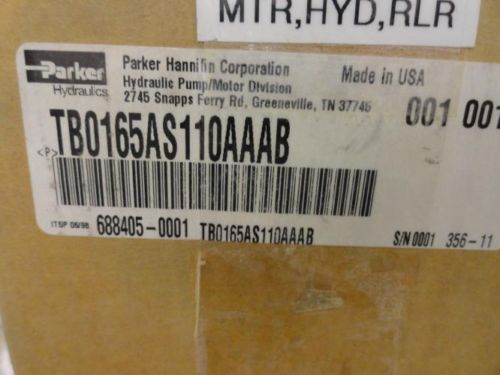 MTR,HYD,RLR
Parker
Hydraulics
Parker Hannifin Corporation
Hydraulic Pump/Motor Division
2745 Snapps Ferry Rd, Greeneville, TN 37745
Made in USA
001 001
TB0165AS110AAAB
<P>
ITSP 06/98
688405-0001 TB0165AS110AAAB
S/N 0001 356-11